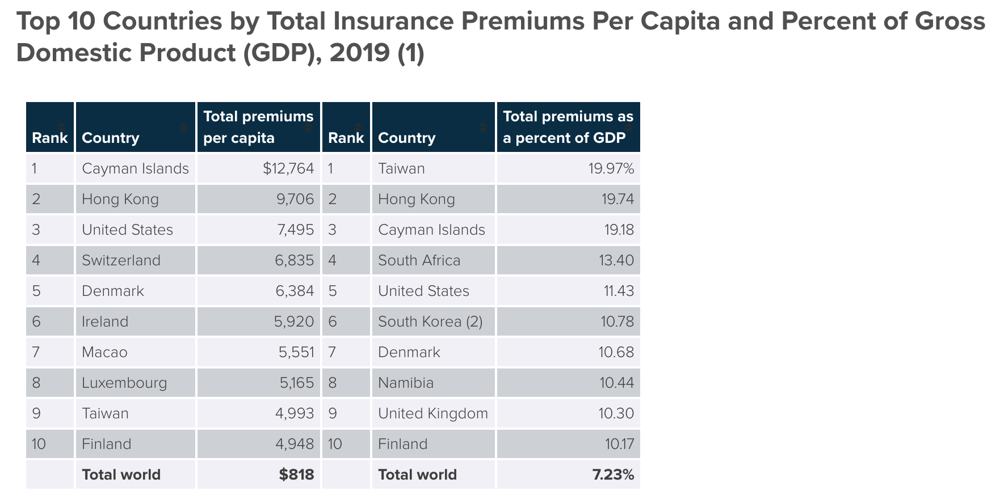 Top 10 Countries by Total Insurance Premiums Per Capita and Percent of Gross
Domestic Product (GDP), 2019 (1)
Rank Country Total premiums per capita Rank Country Total premiums as a percent of GDP
1 Cayman Islands $12,764 1 Taiwan 19.97%
2 Hong Kong 9,706 2 Hong Kong 19.74
3 United States 7,495 3 Cayman Islands 19.18
4 Switzerland 6,835 4 South Africa 13.40
5 Denmark 6,384 5 United States 11.43
6 Ireland 5,920 6 South Korea (2) 10.78
7 Macao 5,551 7 Denmark 10.68
8 Luxembourg 5,165 8 Namibia 10.44
9 Taiwan 4,993 9 United Kingdom 10.30
10 Finland 4,948 10 Finland 10.17
Total world $818 Total world 7.23%